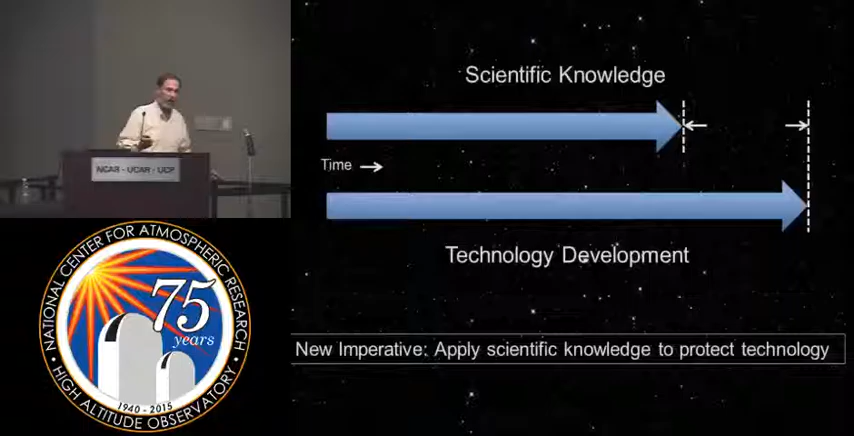 Scientific Knowledge
Time
Technology Development
New Imperative: Apply scientific knowledge to protect technology
NCAR - UCAR - UCP
NATIONAL CENTER FOR ATMOSPHERIC RESEARCH
75
years
1940 - 2015
HIGH ALTITUDE OBSERVATORY